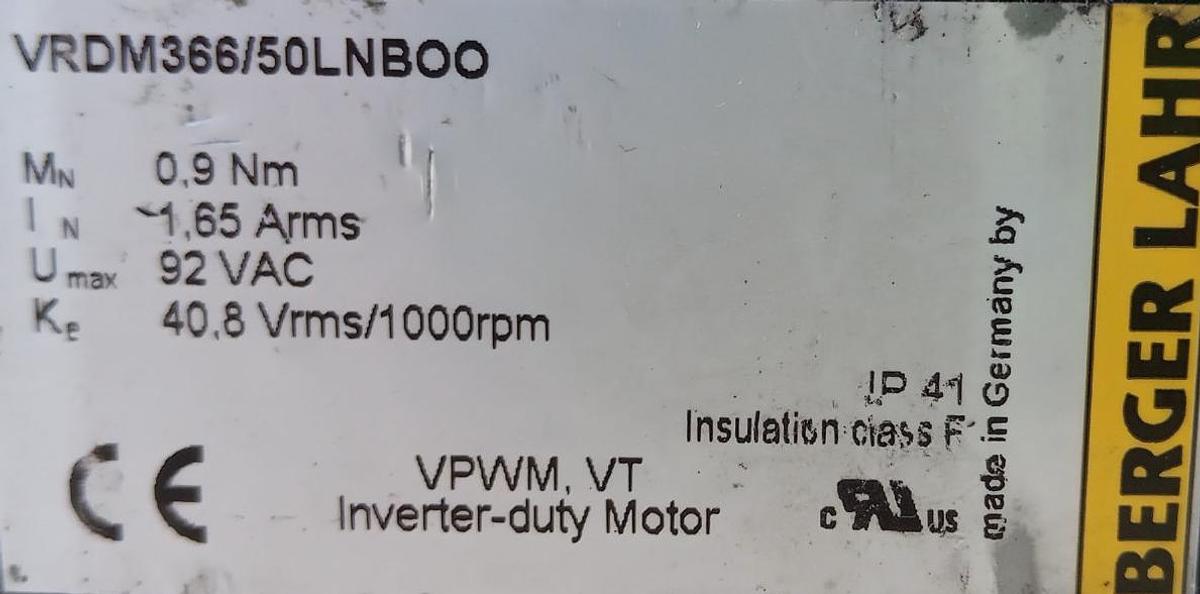 VRDM366/50LNBOO
MN 0,9 Nm
IN 1,65 Arms
Umax 92 VAC
Ke 40,8 Vrms/1000rpm
IP 41
Insulation class F
CE
VPWM, VT
Inverter-duty Motor
c RU US
made in Germany by
BERGER LAHR